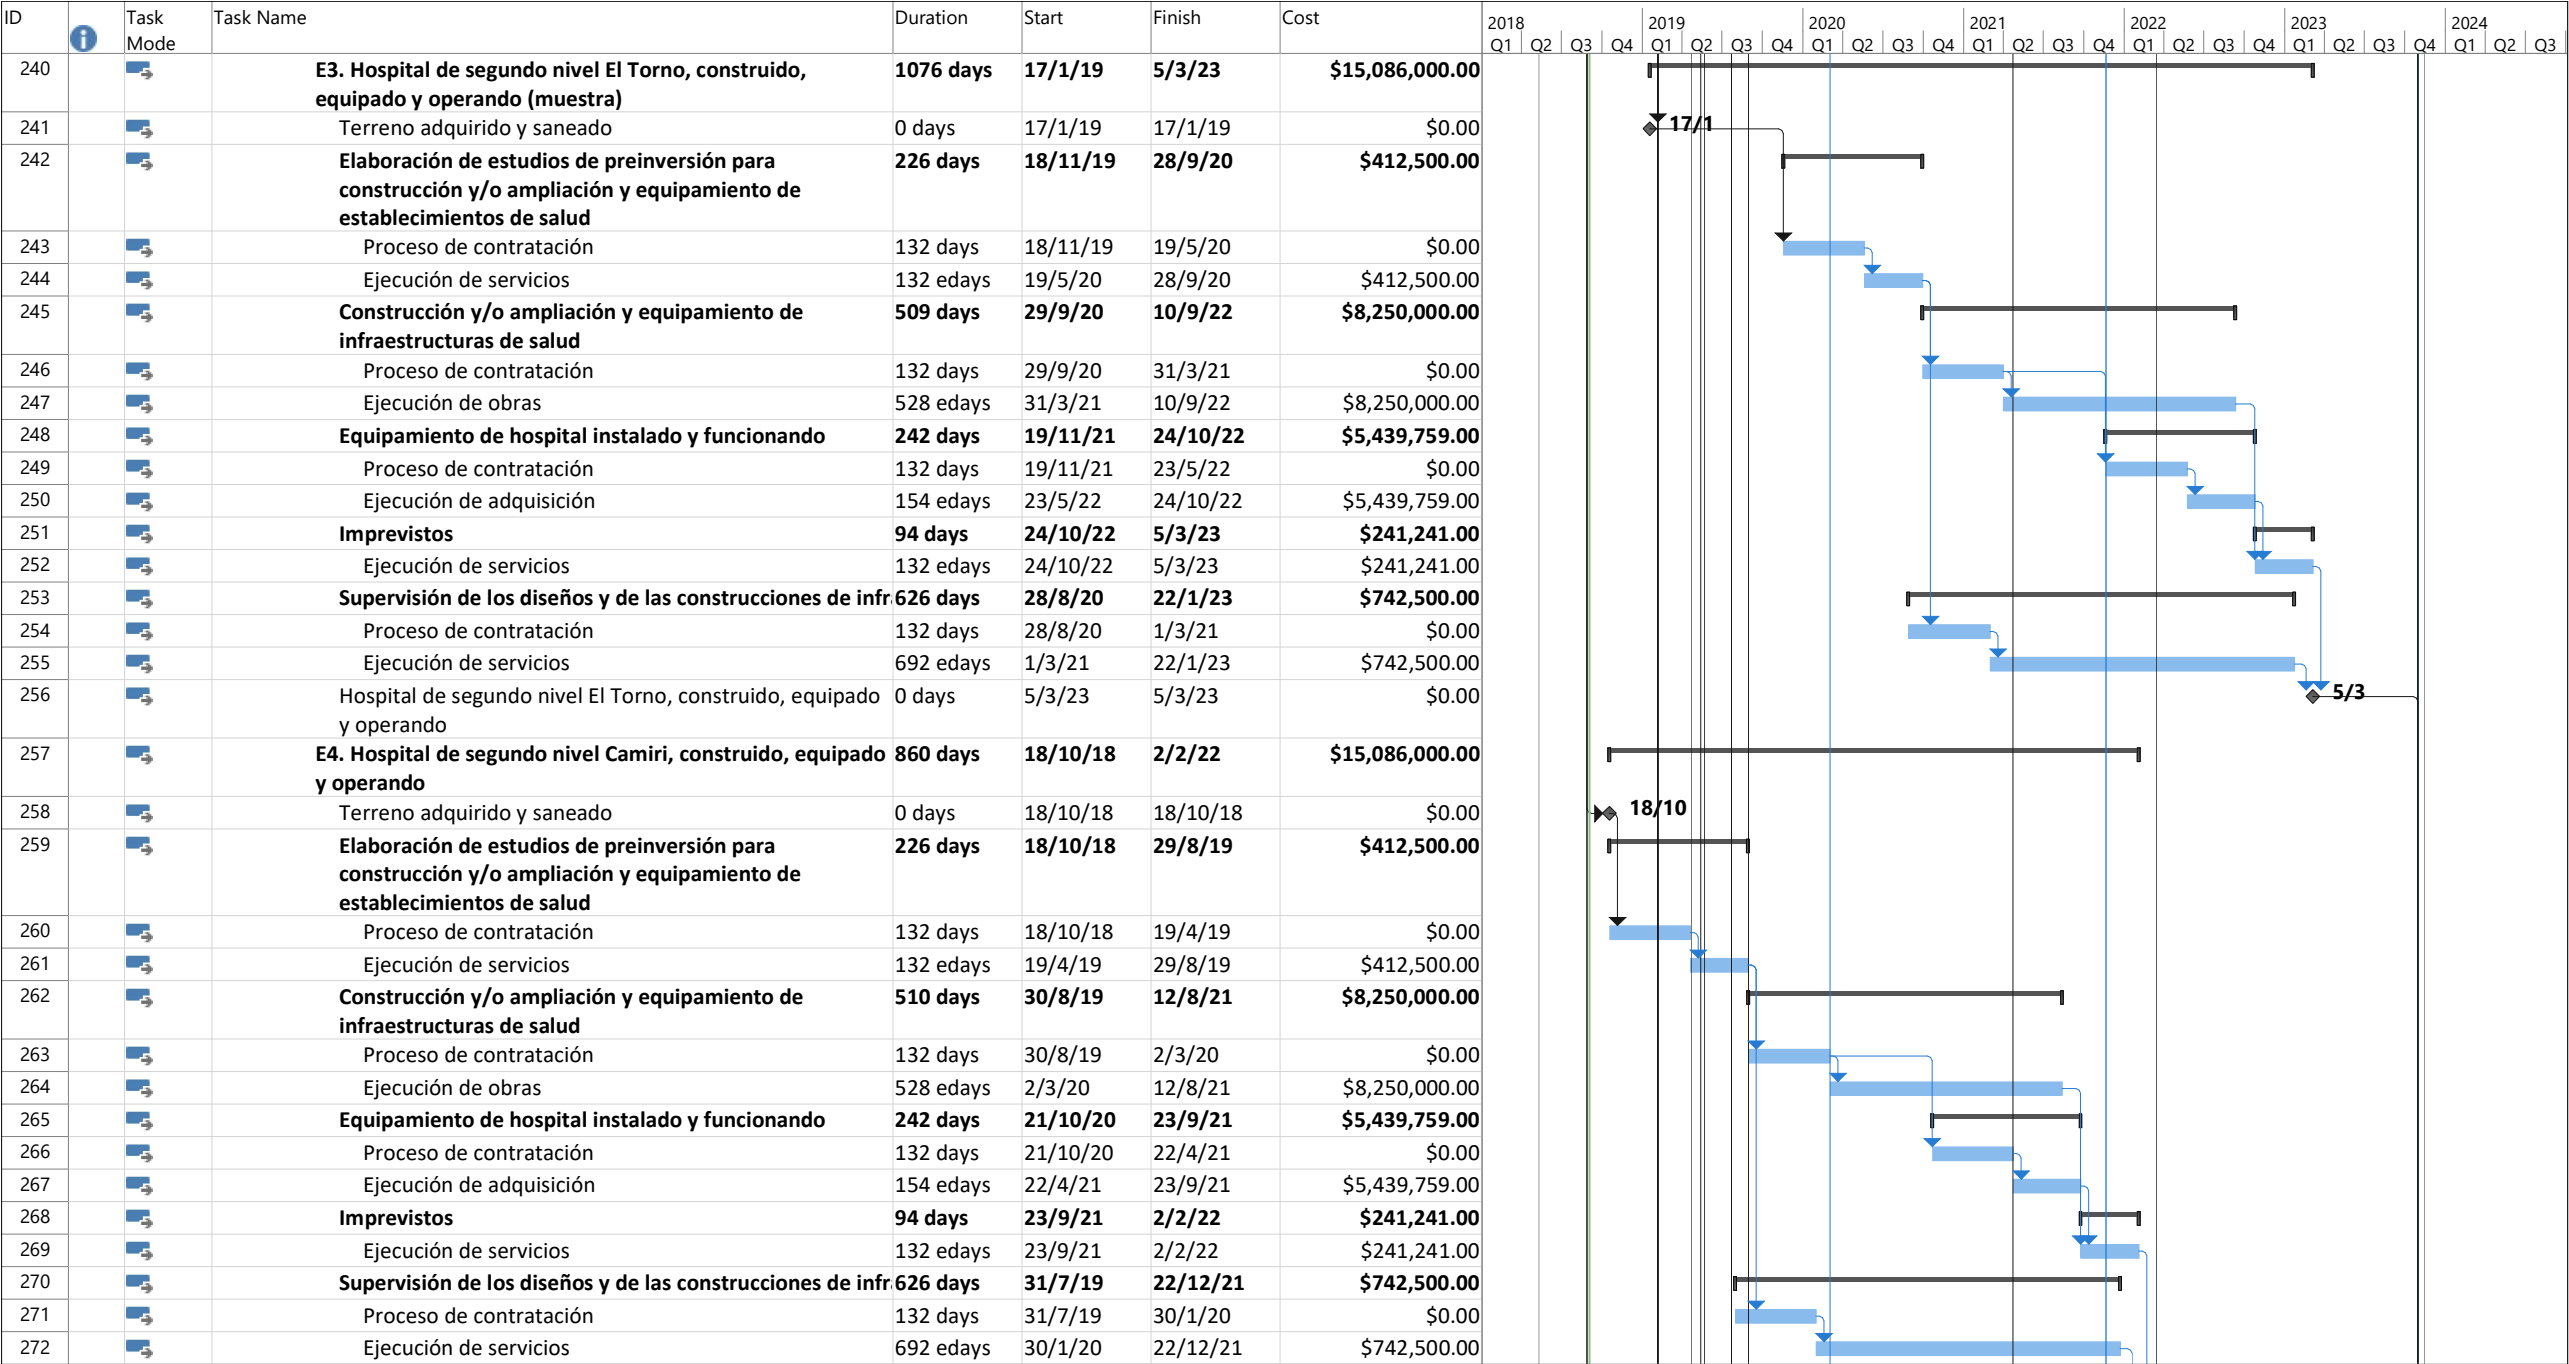 ID Task Mode Task Name Duration Start Finish Cost 2018 2019 2020 2021 2022 2023 2024
Q1 Q2 Q3 Q4 Q1 Q2 Q3 Q4 Q1 Q2 Q3 Q4 Q1 Q2 Q3 Q4 Q1 Q2 Q3 Q4 Q1 Q2 Q3 Q4 Q1 Q2 Q3
240 E3. Hospital de segundo nivel El Torno, construido, 1076 days 17/1/19 5/3/23 $15,086,000.00
equipado y operando (muestra)
241 Terreno adquirido y saneado 0 days 17/1/19 17/1/19 $0.00 17/1
242 Elaboración de estudios de preinversión para 226 days 18/11/19 28/9/20 $412,500.00
construcción y/o ampliación y equipamiento de
establecimientos de salud
243 Proceso de contratación 132 days 18/11/19 19/5/20 $0.00
244 Ejecución de servicios 132 edays 19/5/20 28/9/20 $412,500.00
245 Construcción y/o ampliación y equipamiento de 509 days 29/9/20 10/9/22 $8,250,000.00
infraestructuras de salud
246 Proceso de contratación 132 days 29/9/20 31/3/21 $0.00
247 Ejecución de obras 528 edays 31/3/21 10/9/22 $8,250,000.00
248 Equipamiento de hospital instalado y funcionando 242 days 19/11/21 24/10/22 $5,439,759.00
249 Proceso de contratación 132 days 19/11/21 23/5/22 $0.00
250 Ejecución de adquisición 154 edays 23/5/22 24/10/22 $5,439,759.00
251 Imprevistos 94 days 24/10/22 5/3/23 $241,241.00
252 Ejecución de servicios 132 edays 24/10/22 5/3/23 $241,241.00
253 Supervisión de los diseños y de las construcciones de infr 626 days 28/8/20 22/1/23 $742,500.00
254 Proceso de contratación 132 days 28/8/20 1/3/21 $0.00
255 Ejecución de servicios 692 edays 1/3/21 22/1/23 $742,500.00
256 Hospital de segundo nivel El Torno, construido, equipado 0 days 5/3/23 5/3/23 $0.00 5/3
y operando
257 E4. Hospital de segundo nivel Camiri, construido, equipado 860 days 18/10/18 2/2/22 $15,086,000.00
y operando
258 Terreno adquirido y saneado 0 days 18/10/18 18/10/18 $0.00 18/10
259 Elaboración de estudios de preinversión para 226 days 18/10/18 29/8/19 $412,500.00
construcción y/o ampliación y equipamiento de
establecimientos de salud
260 Proceso de contratación 132 days 18/10/18 19/4/19 $0.00
261 Ejecución de servicios 132 edays 19/4/19 29/8/19 $412,500.00
262 Construcción y/o ampliación y equipamiento de 510 days 30/8/19 12/8/21 $8,250,000.00
infraestructuras de salud
263 Proceso de contratación 132 days 30/8/19 2/3/20 $0.00
264 Ejecución de obras 528 edays 2/3/20 12/8/21 $8,250,000.00
265 Equipamiento de hospital instalado y funcionando 242 days 21/10/20 23/9/21 $5,439,759.00
266 Proceso de contratación 132 days 21/10/20 22/4/21 $0.00
267 Ejecución de adquisición 154 edays 22/4/21 23/9/21 $5,439,759.00
268 Imprevistos 94 days 23/9/21 2/2/22 $241,241.00
269 Ejecución de servicios 132 edays 23/9/21 2/2/22 $241,241.00
270 Supervisión de los diseños y de las construcciones de infr 626 days 31/7/19 22/12/21 $742,500.00
271 Proceso de contratación 132 days 31/7/19 30/1/20 $0.00
272 Ejecución de servicios 692 edays 30/1/20 22/12/21 $742,500.00